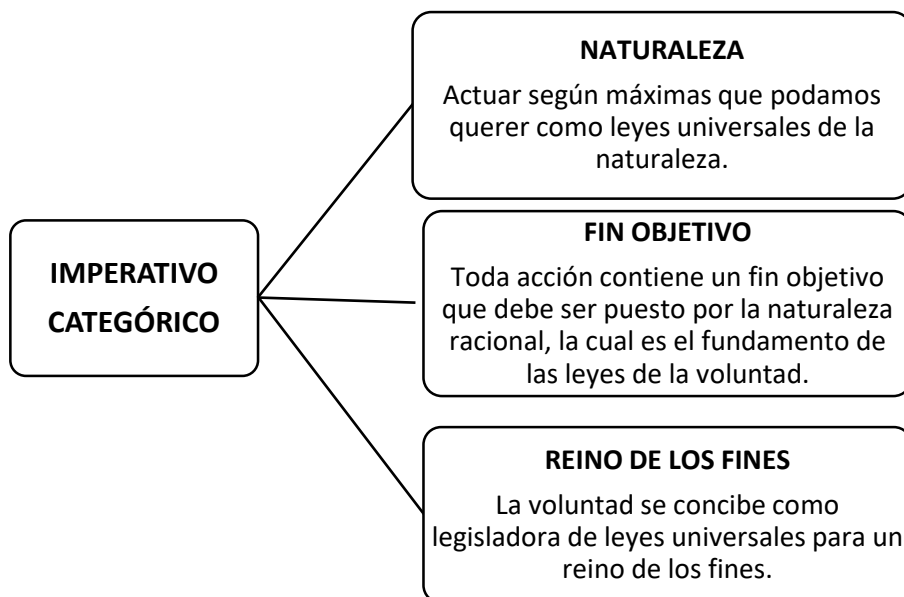 IMPERATIVO
CATEGÓRICO
NATURALEZA
Actuar según máximas que podamos
querer como leyes universales de la
naturaleza.
FIN OBJETIVO
Toda acción contiene un fin objetivo
que debe ser puesto por la naturaleza
racional, la cual es el fundamento de
las leyes de la voluntad.
REINO DE LOS FINES
La voluntad se concibe como
legisladora de leyes universales para un
reino de los fines.